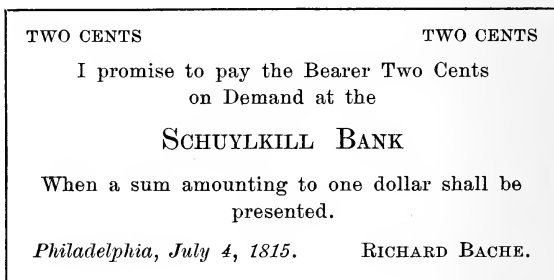 TWO CENTS TWO CENTS
I promise to pay the Bearer Two Cents
on Demand at the
SCHUYLKILL BANK
When a sum amounting to one dollar shall be
presented.
Philadelphia, July 4, 1815. RICHARD BACHE.